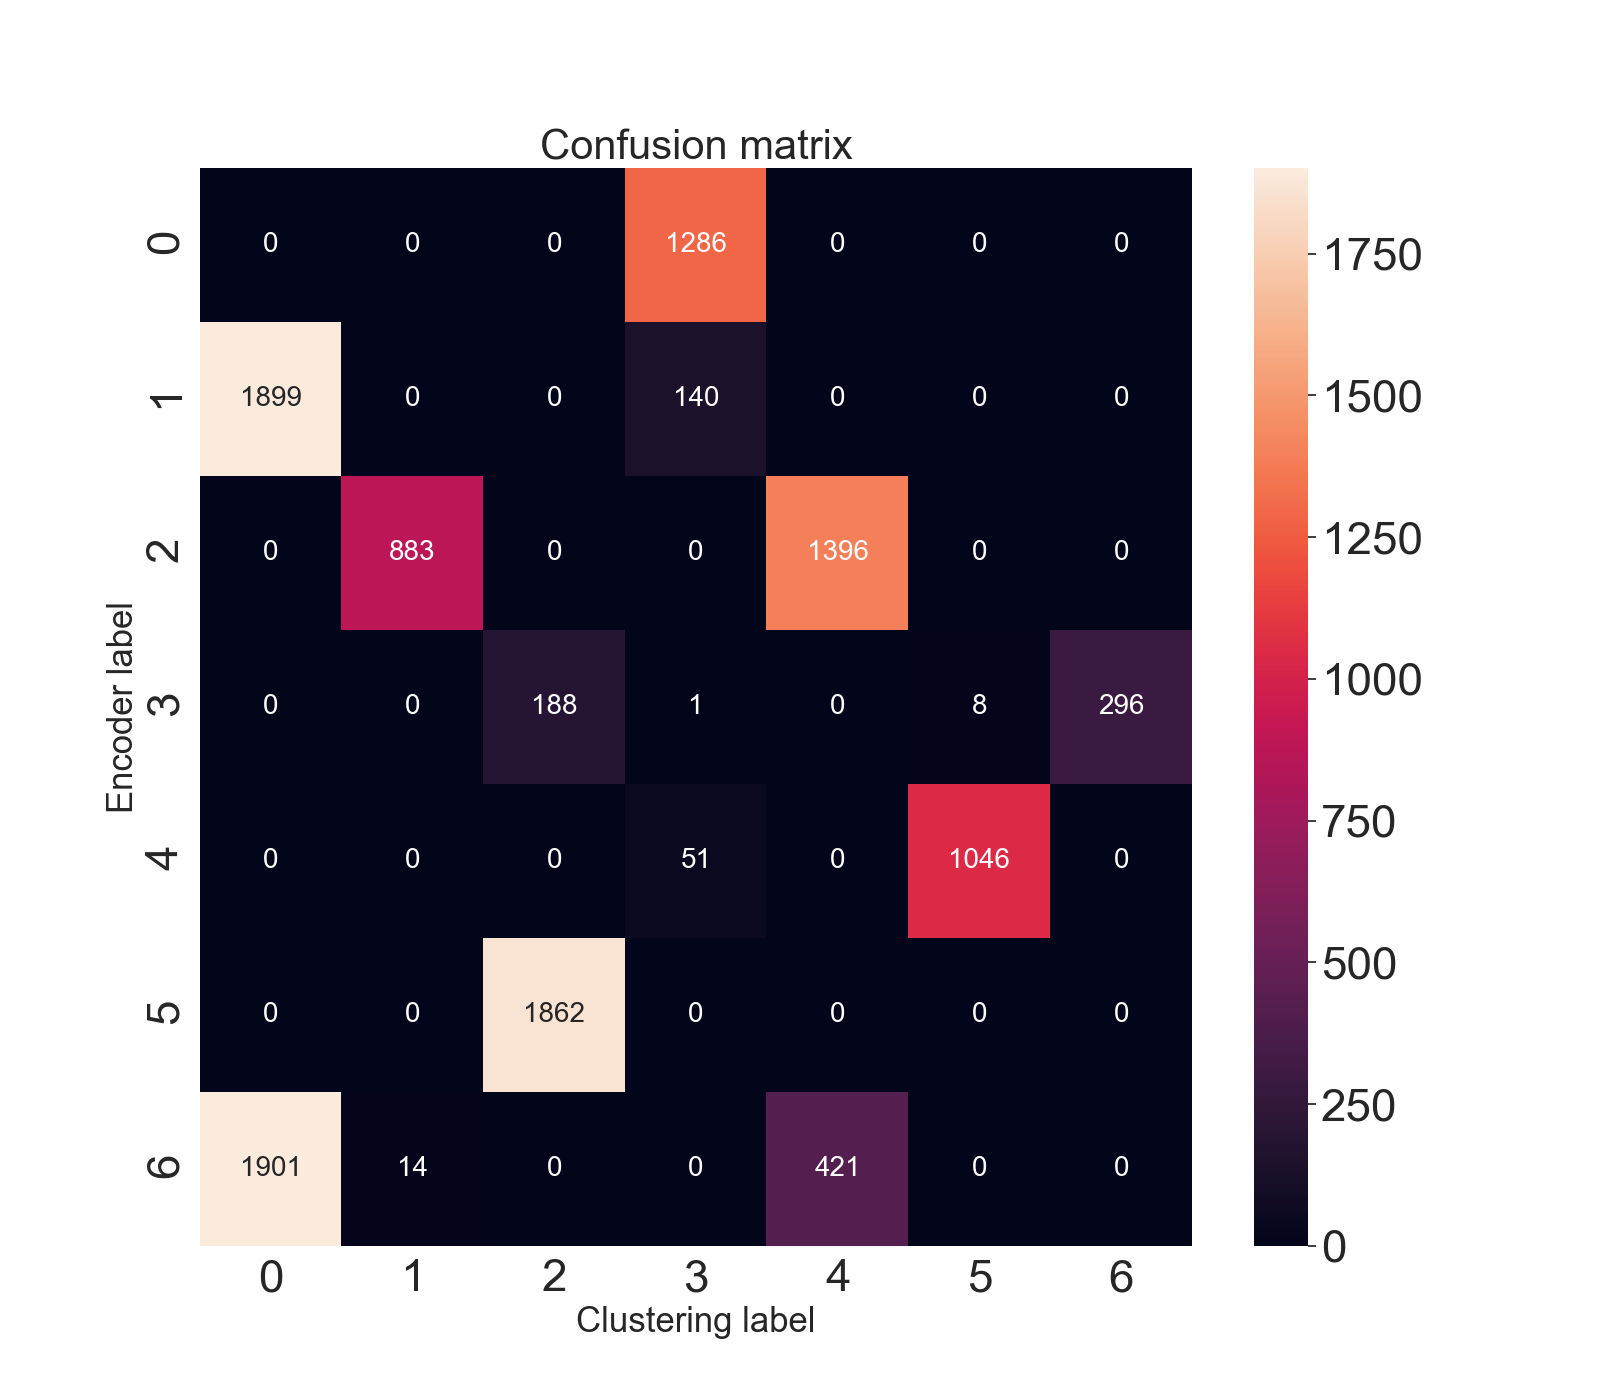 Confusion matrix
0 0 0 0 1286 0 0 0
1 1899 0 0 140 0 0 0
2 0 883 0 0 1396 0 0
3 0 0 188 1 0 8 296
4 0 0 0 51 0 1046 0
5 0 0 1862 0 0 0 0
6 1901 14 0 0 421 0 0
0 1 2 3 4 5 6
Encoder label
Clustering label
1750
1500
1250
1000
750
500
250
0